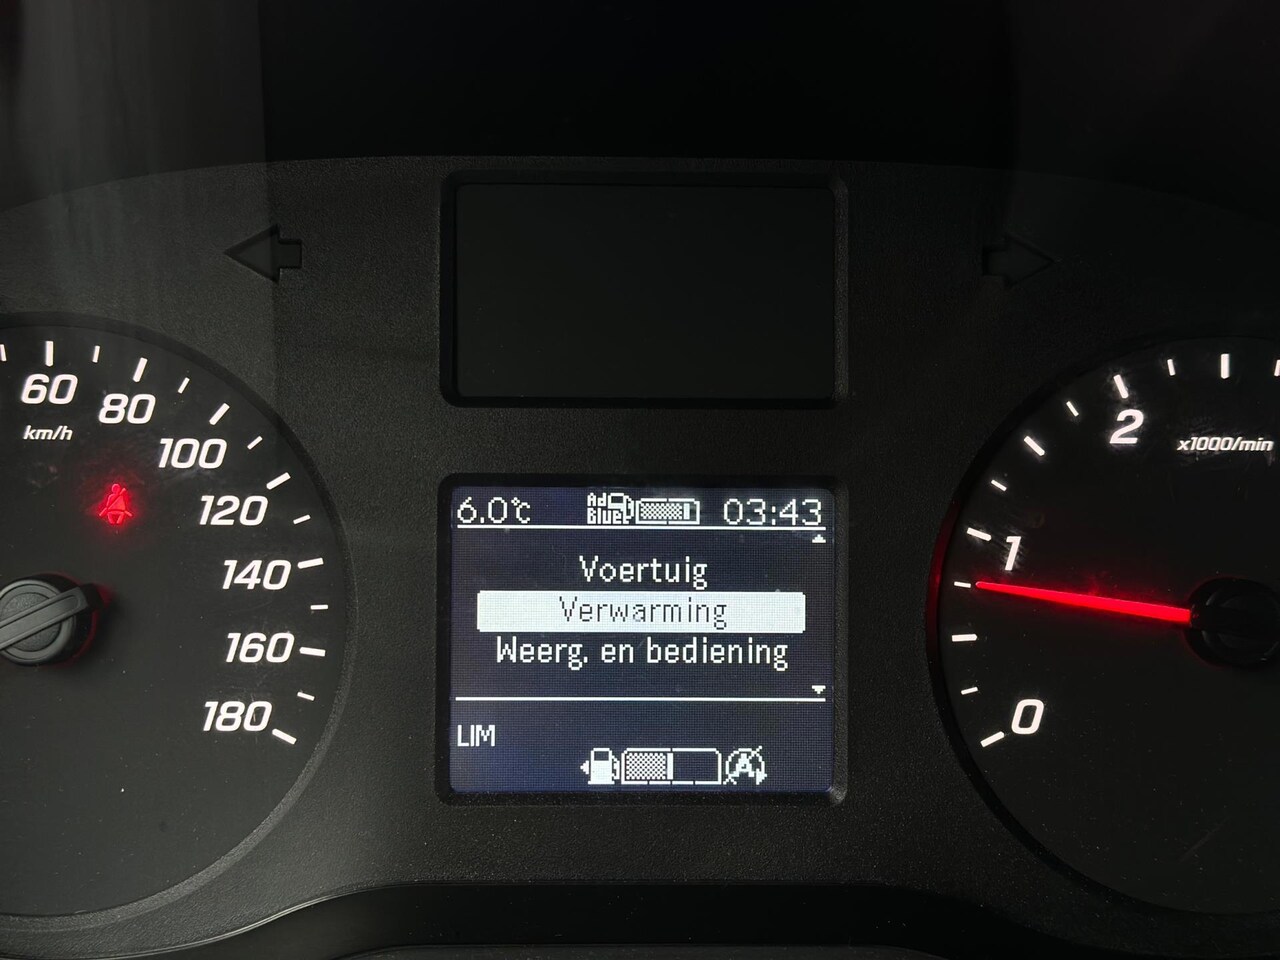 60
80
km/h
100
120
140
160
180
6.0°C
Ad
Blue
03:43
Voertuig
Verwarming
Weerg. en bediening
LIM
A
2
x1000/min
1
0